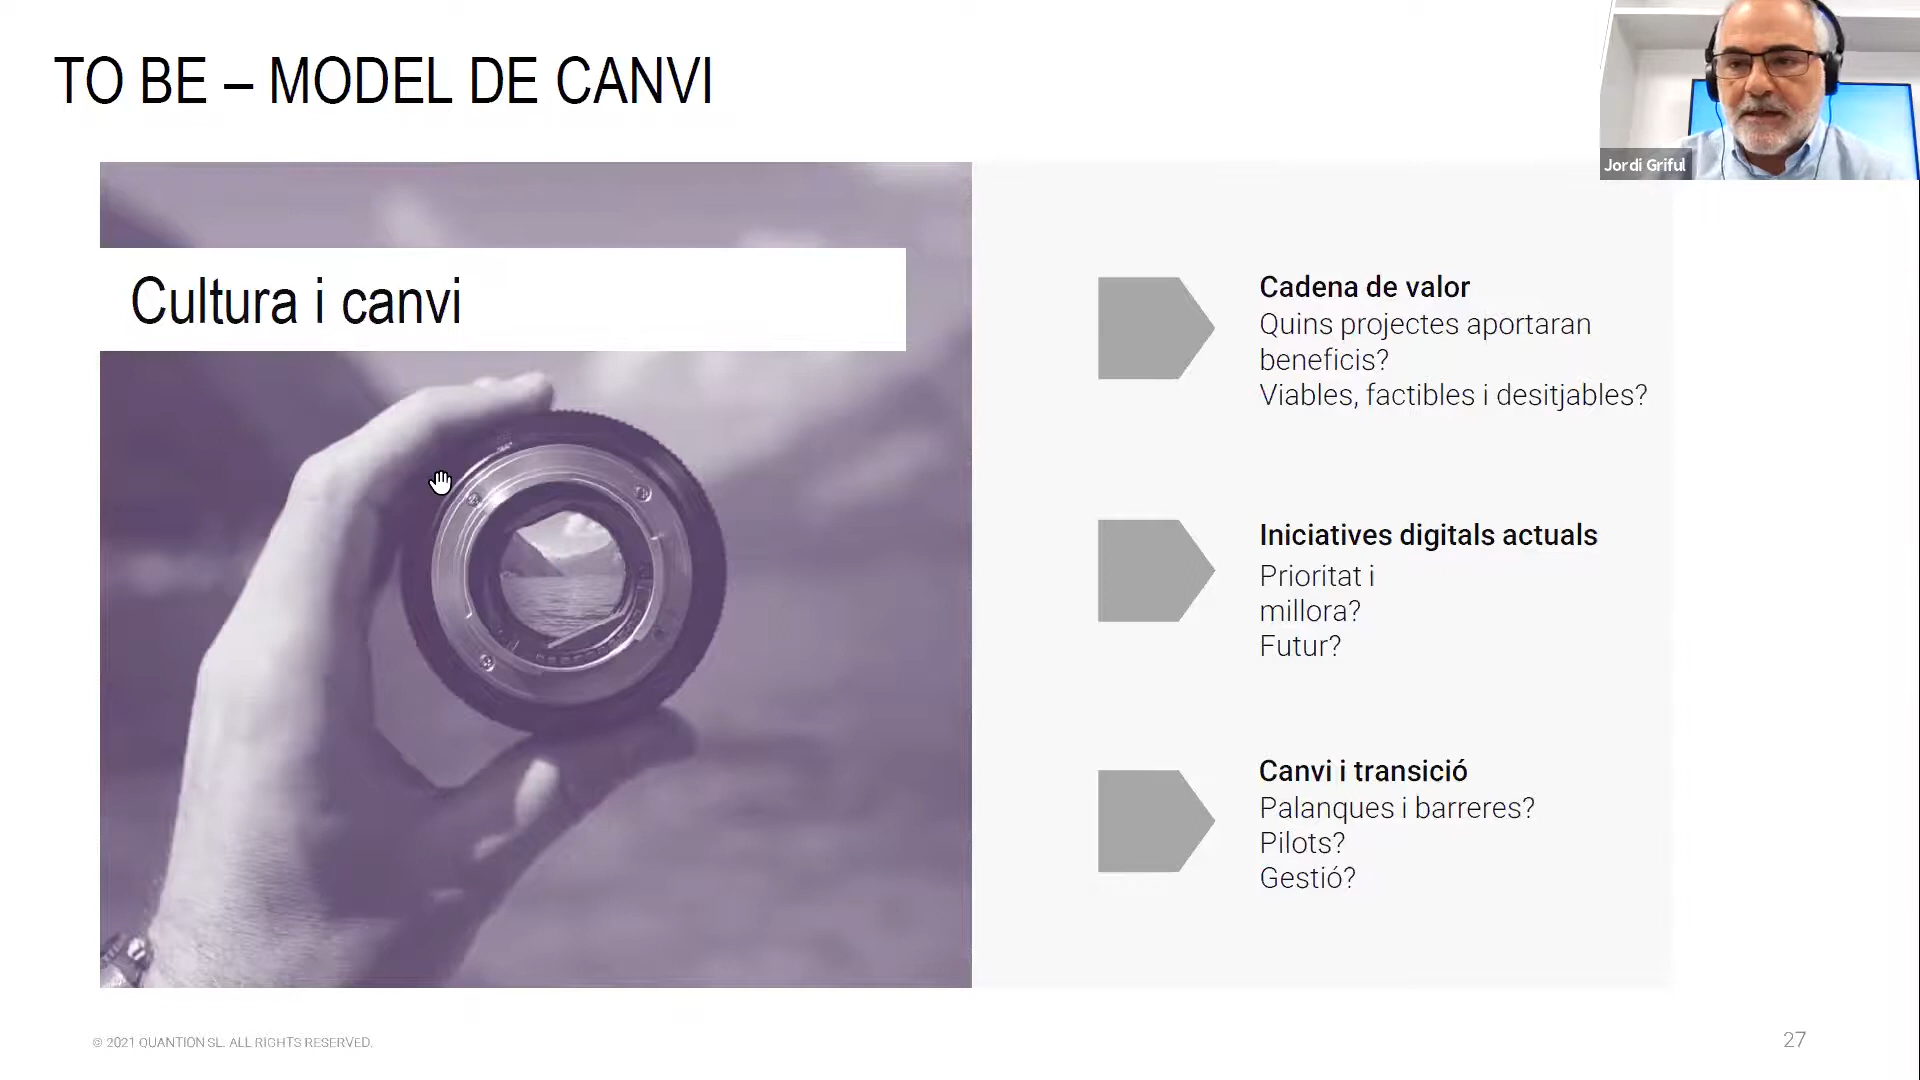 TO BE – MODEL DE CANVI
Jordi Griful
Cultura i canvi
Cadena de valor
Quins projectes aportaran
beneficis?
Viables, factibles i desitjables?
Iniciatives digitals actuals
Prioritat i
millora?
Futur?
Canvi i transició
Palanques i barreres?
Pilots?
Gestió?
© 2021 QUANTION SL. ALL RIGHTS RESERVED.
27